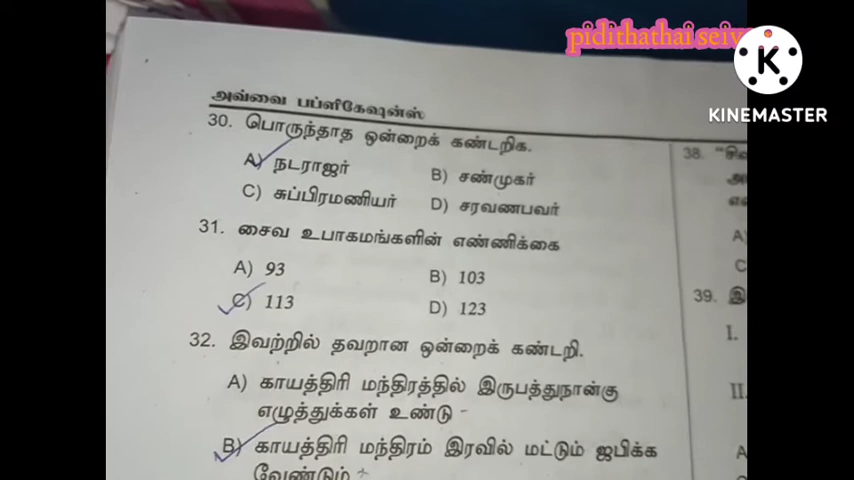 pidithathai seiy
KINEMASTER
அவ்வை பப்ளிகேஷன்ஸ்
30. பொருந்தாத ஒன்றைக் கண்டறிக.
A) நடராஜர் B) சண்முகர்
C) சுப்பிரமணியர் D) சரவணபவர்
31. சைவ உபாகமங்களின் எண்ணிக்கை
A) 93 B) 103
C) 113 D) 123
32. இவற்றில் தவறான ஒன்றைக் கண்டறி.
A) காயத்திரி மந்திரத்தில் இருபத்துநான்கு
எழுத்துக்கள் உண்டு
B) காயத்திரி மந்திரம் இரவில் மட்டும் ஜபிக்க
வேண்டும்
38.
A)
C
39.
I.
II.
A